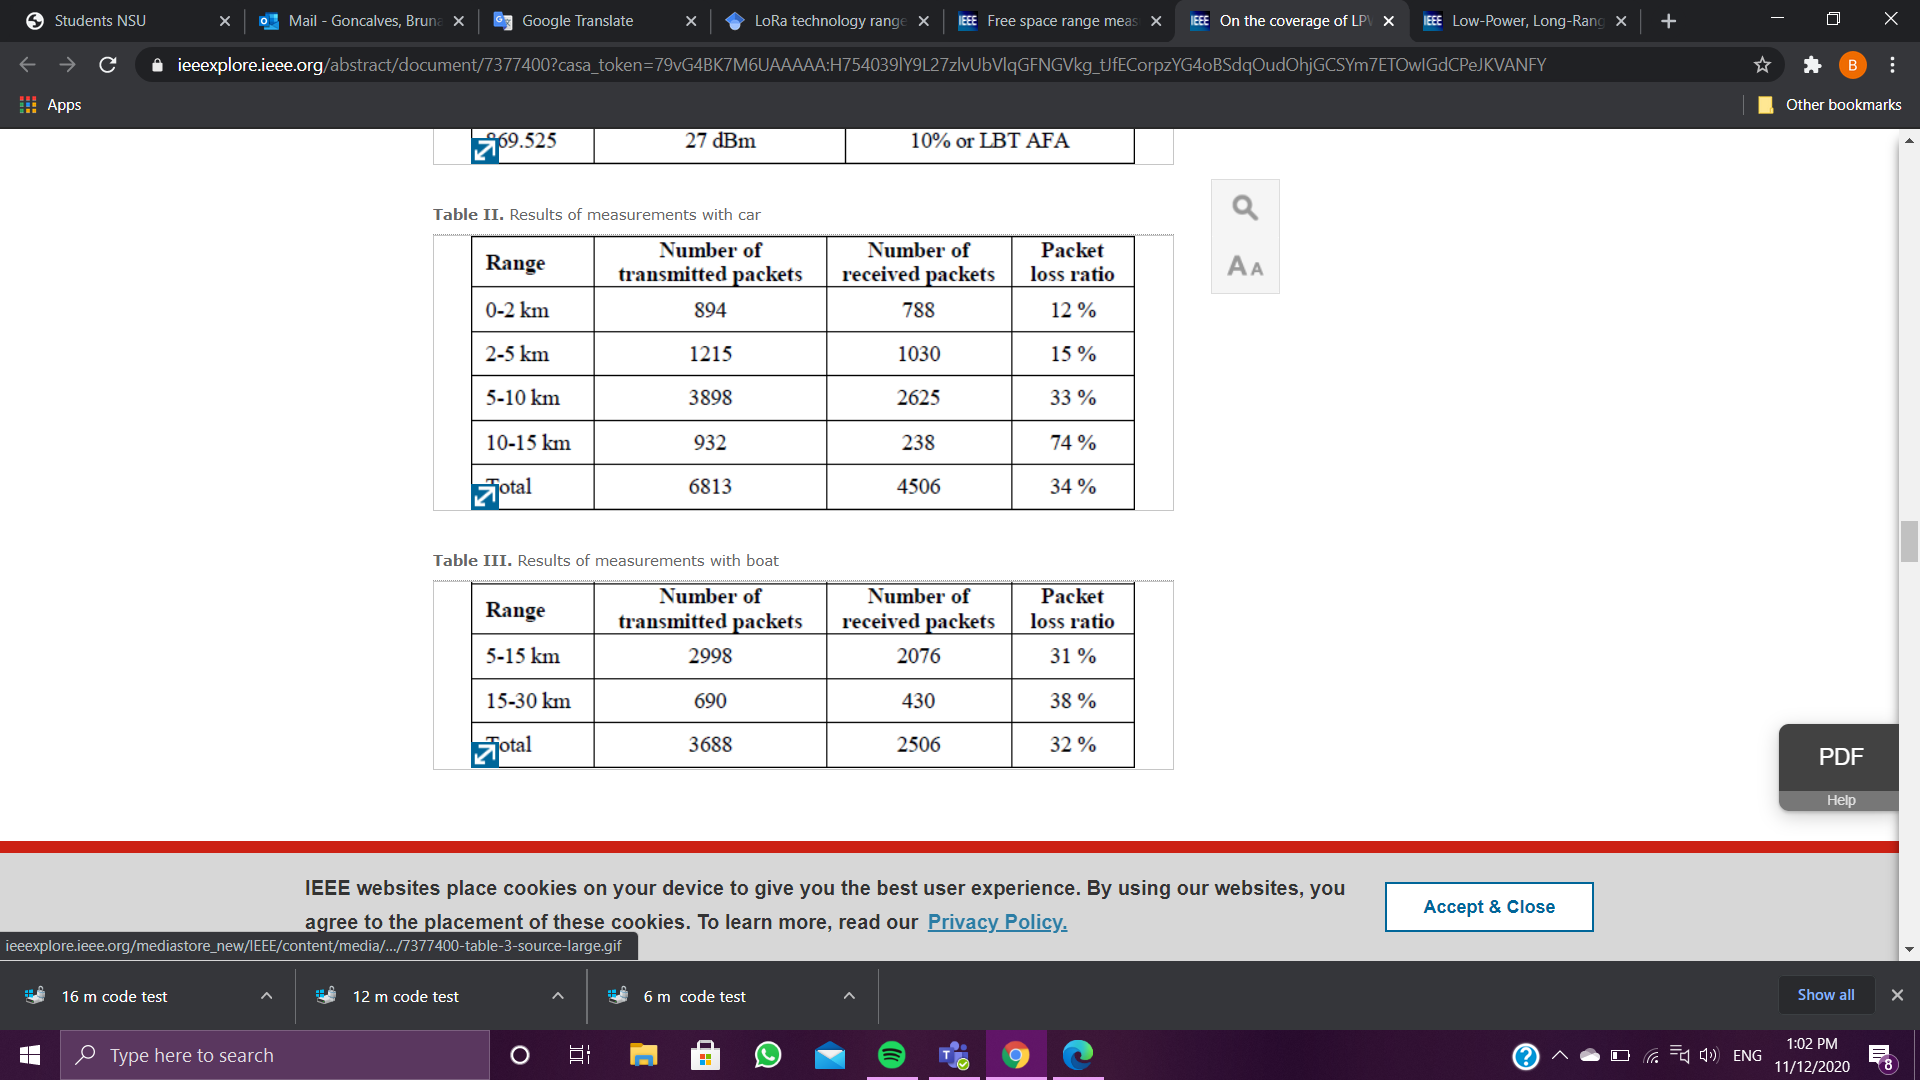 Students NSU
Mail - Goncalves, Bruna
Google Translate
LoRa technology range
Free space range meas
On the coverage of LPW
Low-Power, Long-Rang
ieeexplore.ieee.org/abstract/document/7377400?casa_token=79vG4BK7M6UAAAAA:H754039lY9L27zlvUbVlqGFNGVkg_tJfECorpzYG4oBSdqOudOhjGCSYm7ETOwIGdCPeJKVANFY
B
Apps
Other bookmarks
869.525 27 dBm 10% or LBT AFA
Table II. Results of measurements with car
Range Number of transmitted packets Number of received packets Packet loss ratio
0-2 km 894 788 12 %
2-5 km 1215 1030 15 %
5-10 km 3898 2625 33 %
10-15 km 932 238 74 %
Total 6813 4506 34 %
AA
Table III. Results of measurements with boat
Range Number of transmitted packets Number of received packets Packet loss ratio
5-15 km 2998 2076 31 %
15-30 km 690 430 38 %
Total 3688 2506 32 %
PDF
Help
IEEE websites place cookies on your device to give you the best user experience. By using our websites, you
agree to the placement of these cookies. To learn more, read our Privacy Policy.
Accept & Close
ieeexplore.ieee.org/mediastore_new/IEEE/content/media/.../7377400-table-3-source-large.gif
16 m code test
12 m code test
6 m code test
Show all
Type here to search
ENG
1:02 PM
11/12/2020
8